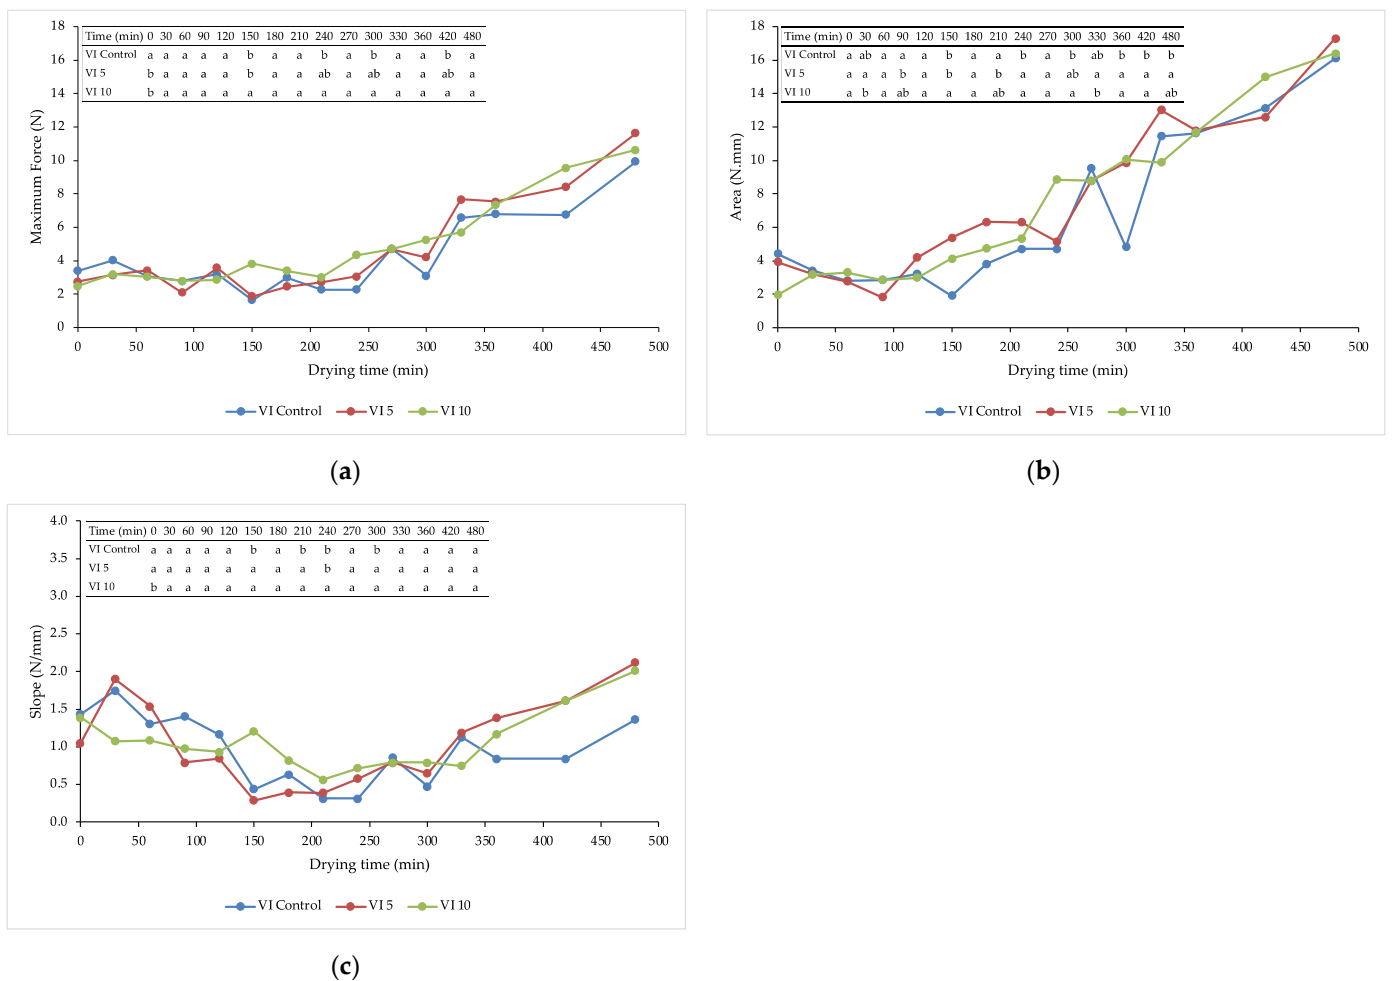 Time (min) 0 30 60 90 120 150 180 210 240 270 300 330 360 420 480
VI Control a a a a a b a a b a b a a b a
VI 5 b a a a a b a a ab a ab a a ab a
VI 10 b a a a a a a a a a a a a a a
18
16
14
12
10
8
6
4
2
0
Maximum Force (N)
0 50 100 150 200 250 300 350 400 450 500
Drying time (min)
VI Control VI 5 VI 10
(a)
Time (min) 0 30 60 90 120 150 180 210 240 270 300 330 360 420 480
VI Control a ab a a a b a a b a b ab b b b
VI 5 a a a b a b a b a a ab a a a a
VI 10 a b a ab a a a ab a a a b a a ab
18
16
14
12
10
8
6
4
2
0
Area (N.mm)
0 50 100 150 200 250 300 350 400 450 500
Drying time (min)
VI Control VI 5 VI 10
(b)
Time (min) 0 30 60 90 120 150 180 210 240 270 300 330 360 420 480
VI Control a a a a a b a b b a b a a a a
VI 5 a a a a a a a a b a a a a a a
VI 10 b a a a a a a a a a a a a a a
4.0
3.5
3.0
2.5
2.0
1.5
1.0
0.5
0.0
Slope (N/mm)
0 50 100 150 200 250 300 350 400 450 500
Drying time (min)
VI Control VI 5 VI 10
(c)